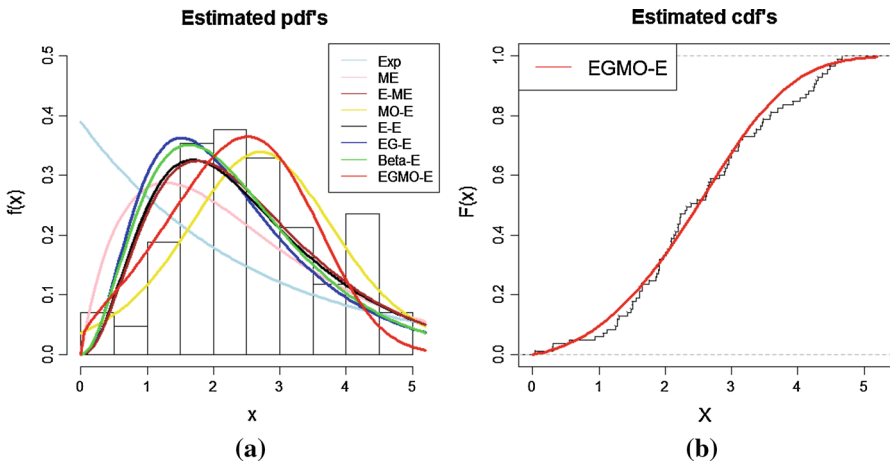 Estimated pdf's
0.5
0.4
0.3
0.2
0.1
0.0
f(x)
Exp
ME
E-ME
MO-E
E-E
EG-E
Beta-E
EGMO-E
0 1 2 3 4 5
x
(a)
Estimated cdf's
1.0
0.8
0.6
0.4
0.2
0.0
F(x)
EGMO-E
0 1 2 3 4 5
X
(b)